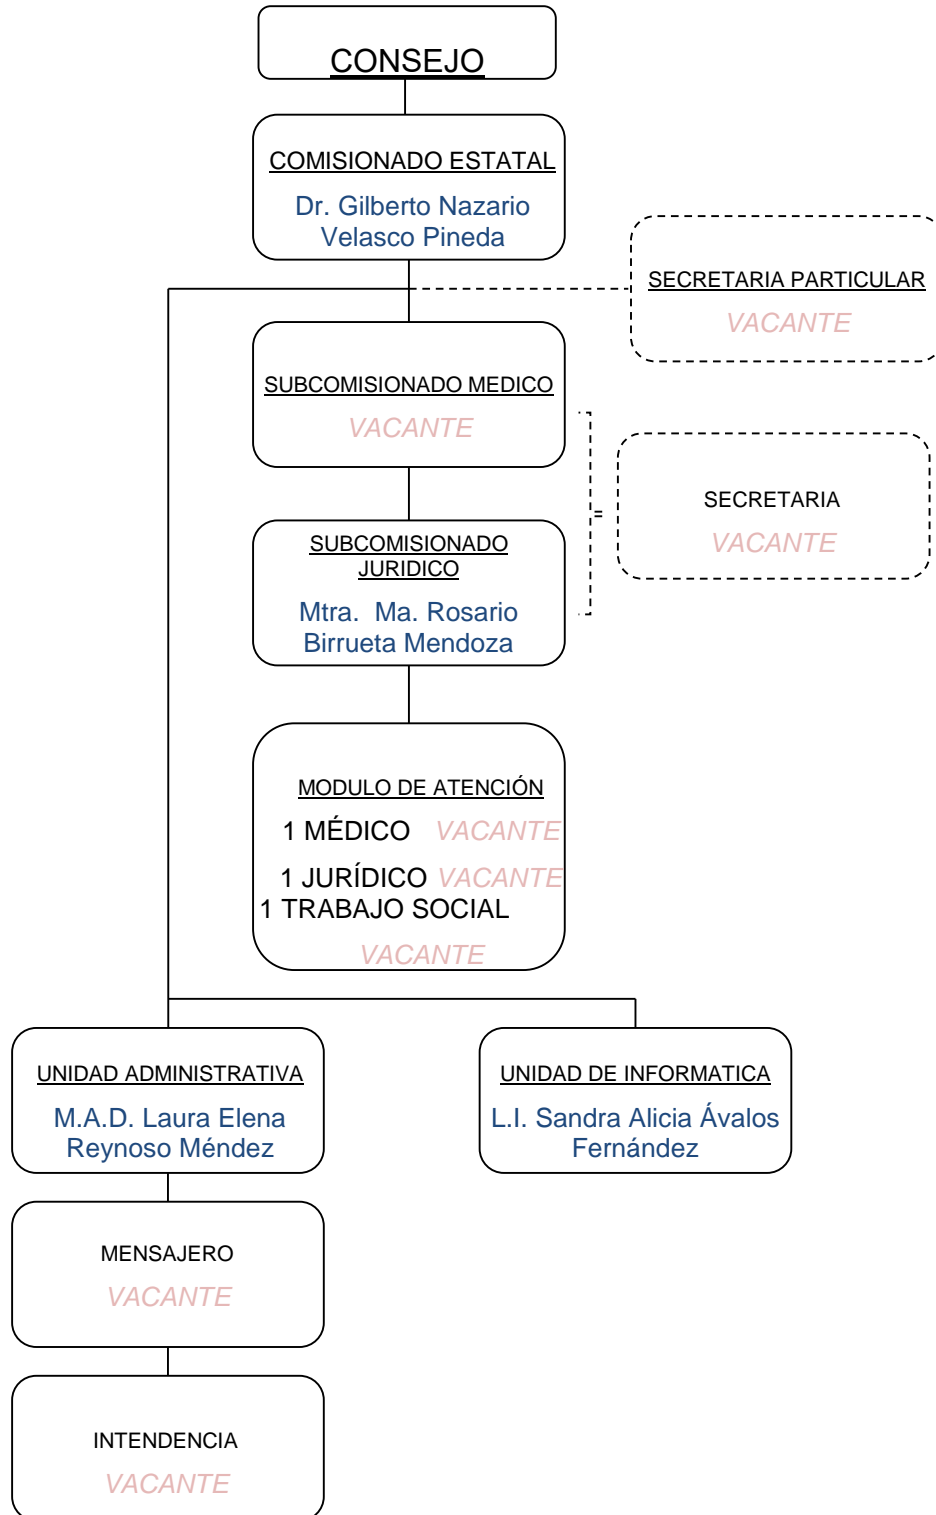 CONSEJO
COMISIONADO ESTATAL
Dr. Gilberto Nazario
Velasco Pineda
SECRETARIA PARTICULAR
VACANTE
SUBCOMISIONADO MEDICO
VACANTE
SECRETARIA
VACANTE
SUBCOMISIONADO
JURIDICO
Mtra.  Ma. Rosario
Birrueta Mendoza
MODULO DE ATENCIÓN
1 MÉDICO VACANTE
1 JURÍDICO VACANTE
1 TRABAJO SOCIAL
VACANTE
UNIDAD ADMINISTRATIVA
M.A.D. Laura Elena
Reynoso Méndez
UNIDAD DE INFORMATICA
L.I. Sandra Alicia Ávalos
Fernández
MENSAJERO
VACANTE
INTENDENCIA
VACANTE